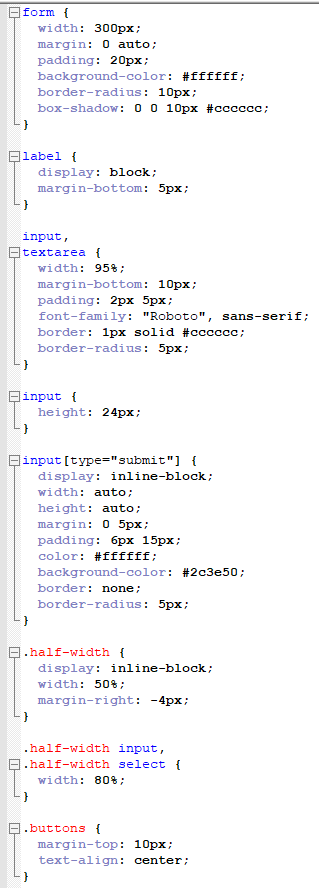 form {
  width: 300px;
  margin: 0 auto;
  padding: 20px;
  background-color: #ffffff;
  border-radius: 10px;
  box-shadow: 0 0 10px #cccccc;
}

label {
  display: block;
  margin-bottom: 5px;
}

input,
textarea {
  width: 95%;
  margin-bottom: 10px;
  padding: 2px 5px;
  font-family: "Roboto", sans-serif;
  border: 1px solid #cccccc;
  border-radius: 5px;
}

input {
  height: 24px;
}

input[type="submit"] {
  display: inline-block;
  width: auto;
  height: auto;
  margin: 0 5px;
  padding: 6px 15px;
  color: #ffffff;
  background-color: #2c3e50;
  border: none;
  border-radius: 5px;
}

.half-width {
  display: inline-block;
  width: 50%;
  margin-right: -4px;
}

.half-width input,
.half-width select {
  width: 80%;
}

.buttons {
  margin-top: 10px;
  text-align: center;
}